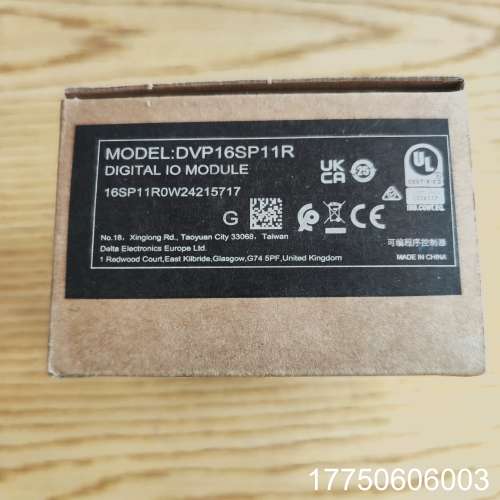 MODEL:DVP16SP11R
DIGITAL IO MODULE
16SP11R0W24215717
UK
CA
25
UL
G
CE
No.18, Xinglong Rd., Taoyuan City 33068, Taiwan
Delta Electronics Europe Ltd.
1 Redwood Court,East Kilbride,Glasgow,G74 5PF,United Kingdom
可编程序控制器
MADE IN CHINA
17750606003